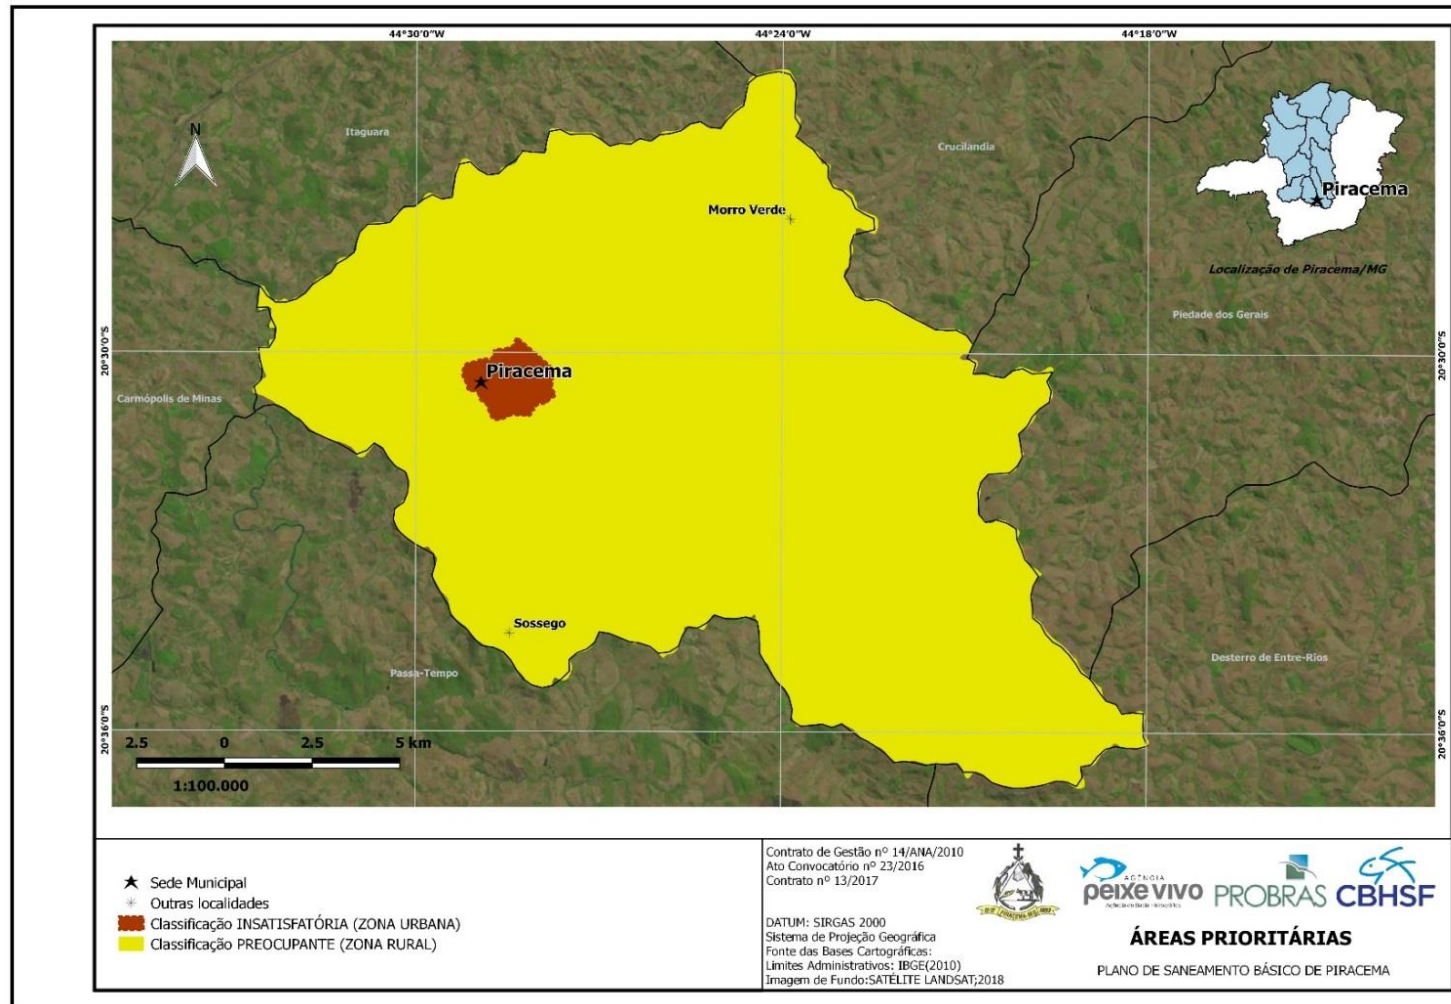 44°30'0"W
44°24'0"W
44°18'0"W
N
Itaguara
Crucilandia
Piracema
Morro Verde
Localização de Piracema/MG
Piedade dos Gerais
20°30'0"S
20°30'0"S
Piracema
Carmópolis de Minas
Sossego
Passa-Tempo
Desterro de Entre-Rios
20°36'0"S
20°36'0"S
2.5 0 2.5 5 km
1:100.000
Sede Municipal
Outras localidades
Classificação INSATISFATÓRIA (ZONA URBANA)
Classificação PREOCUPANTE (ZONA RURAL)
Contrato de Gestão nº 14/ANA/2010
Ato Convocatório nº 23/2016
Contrato nº 13/2017
DATUM: SIRGAS 2000
Sistema de Projeção Geográfica
Fonte das Bases Cartográficas:
Limites Administrativos: IBGE(2010)
Imagem de Fundo:SATÉLITE LANDSAT;2018
AGÊNCIA
peixe vivo
PROBRAS
CBHSF
ÁREAS PRIORITÁRIAS
PLANO DE SANEAMENTO BÁSICO DE PIRACEMA